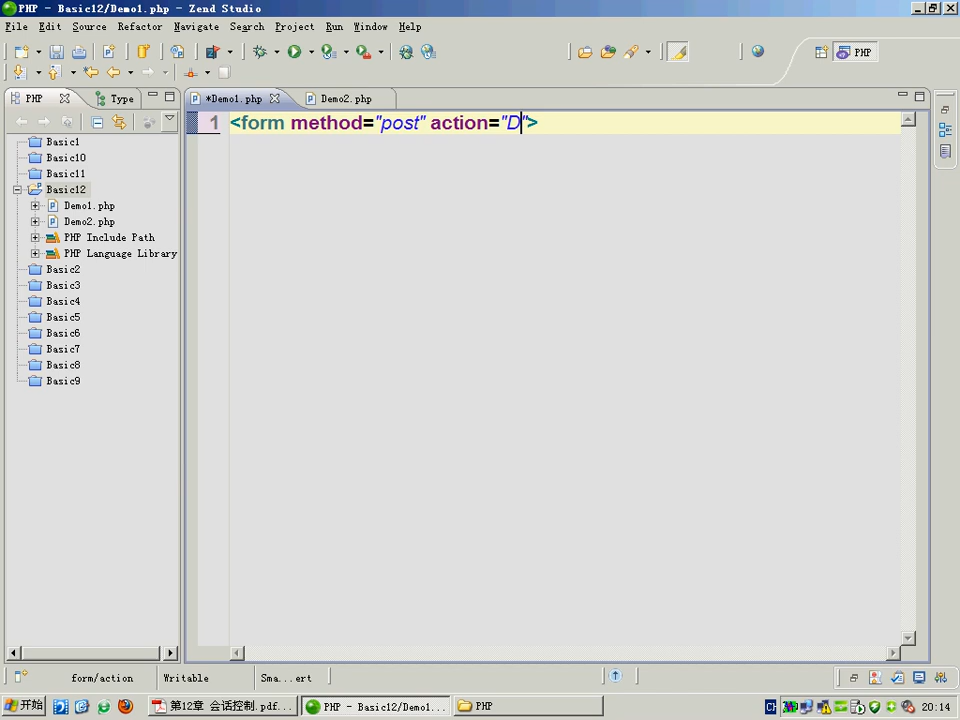 PHP - Basic12/Demo1.php - Zend Studio
File Edit Source Refactor Navigate Search Project Run Window Help
PHP
PHP Type
*Demo1.php Demo2.php
1 <form method="post" action="D">
Basic1
Basic10
Basic11
Basic12
Demo1.php
Demo2.php
PHP Include Path
PHP Language Library
Basic2
Basic3
Basic4
Basic5
Basic6
Basic7
Basic8
Basic9
form/action Writable Sma...ert
开始 第12章 会话控制.pdf... PHP - Basic12/Demo1... PHP CH 20:14